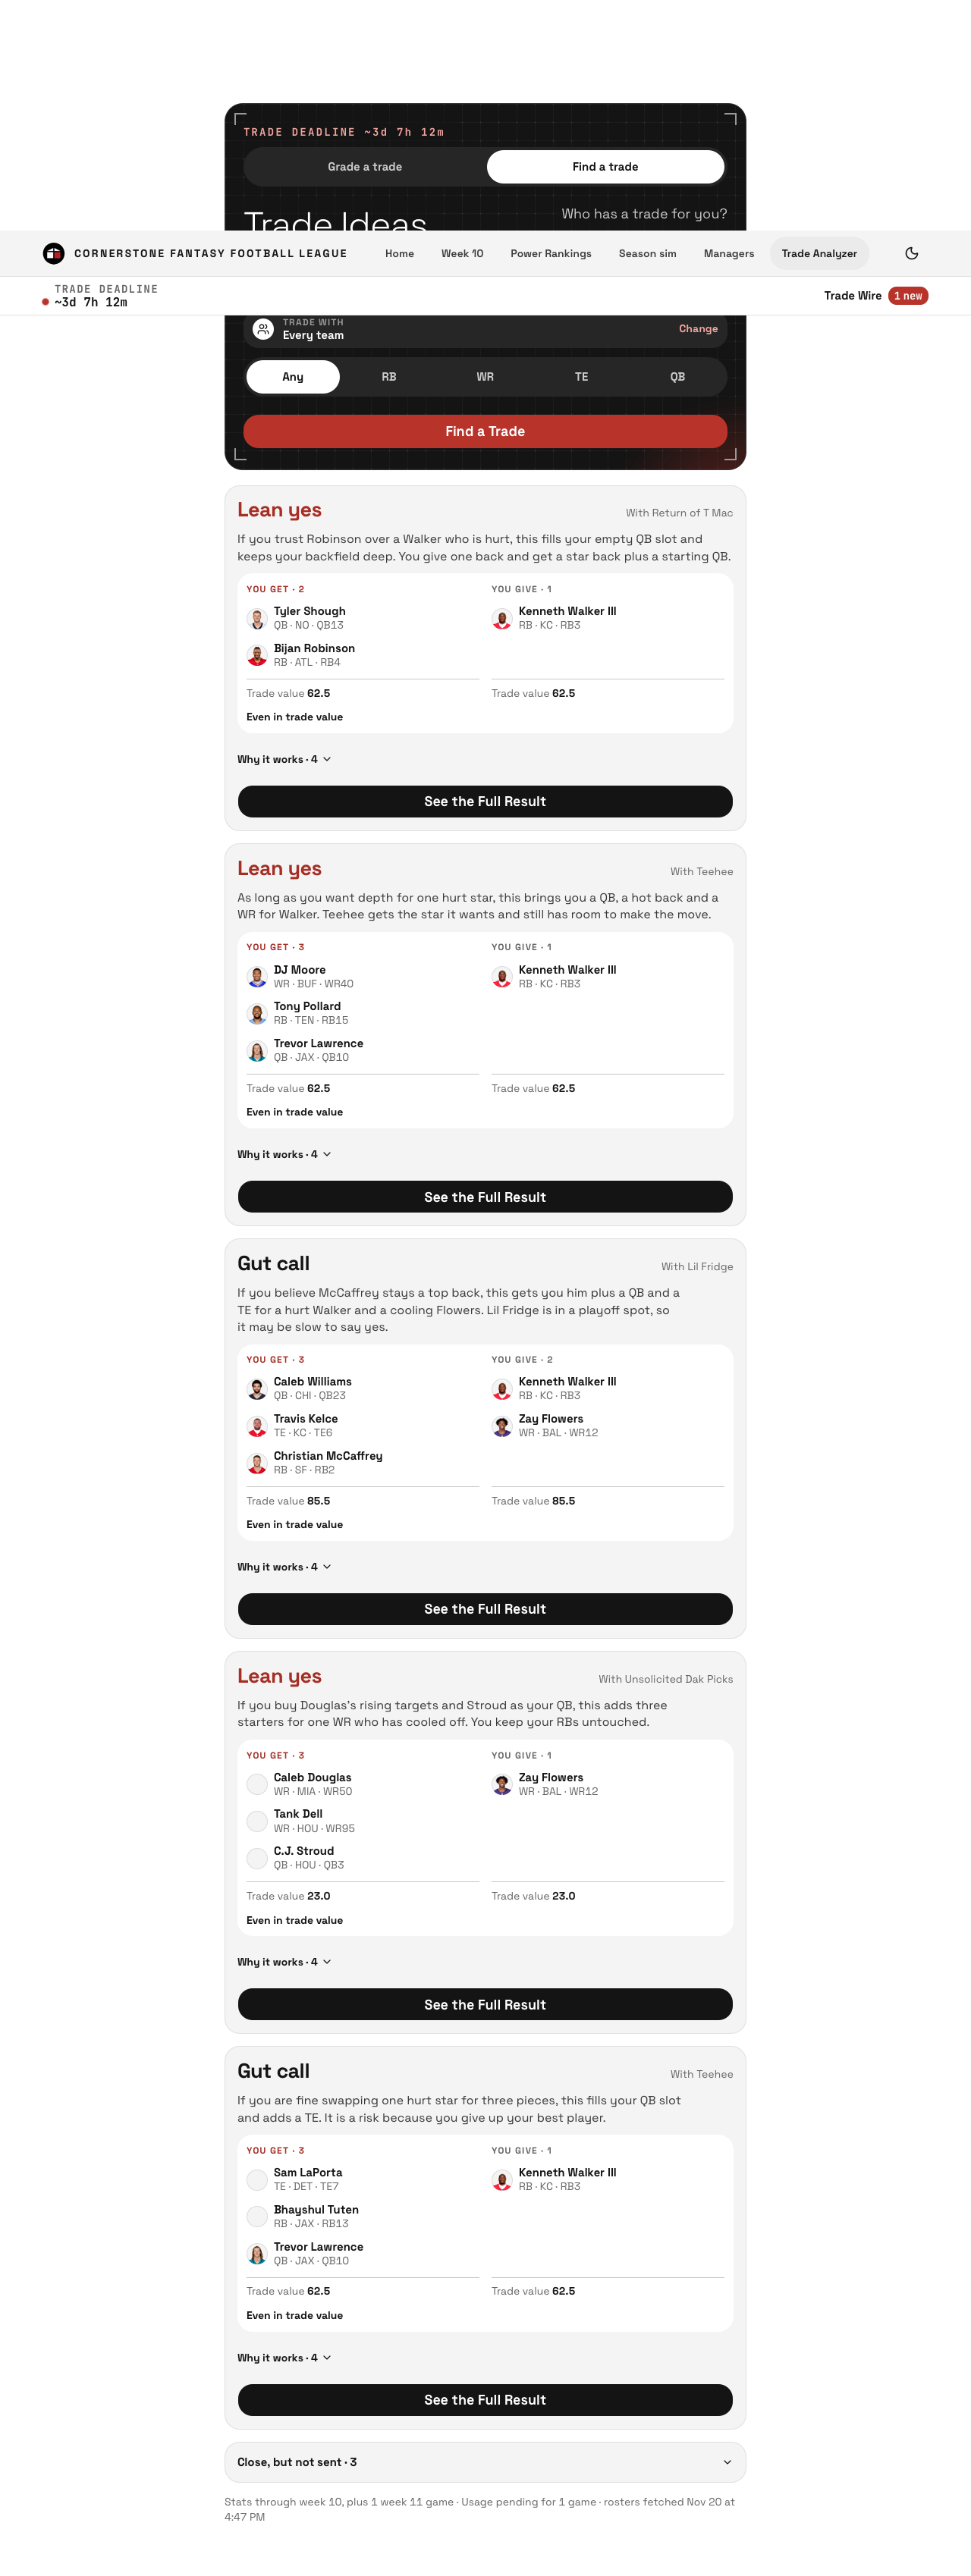 TRADE DEADLINE ~3d 7h 12m
Grade a trade
Find a trade
Trade Ideas
Who has a trade for you?
CORNERSTONE FANTASY FOOTBALL LEAGUE
Home
Week 10
Power Rankings
Season sim
Managers
Trade Analyzer
TRADE DEADLINE
~3d 7h 12m
Trade Wire
1 new
TRADE WITH
Every team
Change
Any
RB
WR
TE
QB
Find a Trade
Lean yes
With Return of T Mac
If you trust Robinson over a Walker who is hurt, this fills your empty QB slot and
keeps your backfield deep. You give one back and get a star back plus a starting QB.
YOU GET · 2
Tyler Shough
QB · NO · QB13
Bijan Robinson
RB · ATL · RB4
Trade value 62.5
YOU GIVE · 1
Kenneth Walker III
RB · KC · RB3
Trade value 62.5
Even in trade value
Why it works · 4
See the Full Result
Lean yes
With Teehee
As long as you want depth for one hurt star, this brings you a QB, a hot back and a
WR for Walker. Teehee gets the star it wants and still has room to make the move.
YOU GET · 3
DJ Moore
WR · BUF · WR40
Tony Pollard
RB · TEN · RB15
Trevor Lawrence
QB · JAX · QB10
Trade value 62.5
YOU GIVE · 1
Kenneth Walker III
RB · KC · RB3
Trade value 62.5
Even in trade value
Why it works · 4
See the Full Result
Gut call
With Lil Fridge
If you believe McCaffrey stays a top back, this gets you him plus a QB and a
TE for a hurt Walker and a cooling Flowers. Lil Fridge is in a playoff spot, so
it may be slow to say yes.
YOU GET · 3
Caleb Williams
QB · CHI · QB23
Travis Kelce
TE · KC · TE6
Christian McCaffrey
RB · SF · RB2
Trade value 85.5
YOU GIVE · 2
Kenneth Walker III
RB · KC · RB3
Zay Flowers
WR · BAL · WR12
Trade value 85.5
Even in trade value
Why it works · 4
See the Full Result
Lean yes
With Unsolicited Dak Picks
If you buy Douglas's rising targets and Stroud as your QB, this adds three
starters for one WR who has cooled off. You keep your RBs untouched.
YOU GET · 3
Caleb Douglas
WR · MIA · WR50
Tank Dell
WR · HOU · WR95
C.J. Stroud
QB · HOU · QB3
Trade value 23.0
YOU GIVE · 1
Zay Flowers
WR · BAL · WR12
Trade value 23.0
Even in trade value
Why it works · 4
See the Full Result
Gut call
With Teehee
If you are fine swapping one hurt star for three pieces, this fills your QB slot
and adds a TE. It is a risk because you give up your best player.
YOU GET · 3
Sam LaPorta
TE · DET · TE7
Bhayshul Tuten
RB · JAX · RB13
Trevor Lawrence
QB · JAX · QB10
Trade value 62.5
YOU GIVE · 1
Kenneth Walker III
RB · KC · RB3
Trade value 62.5
Even in trade value
Why it works · 4
See the Full Result
Close, but not sent · 3
Stats through week 10, plus 1 week 11 game · Usage pending for 1 game · rosters fetched Nov 20 at
4:47 PM